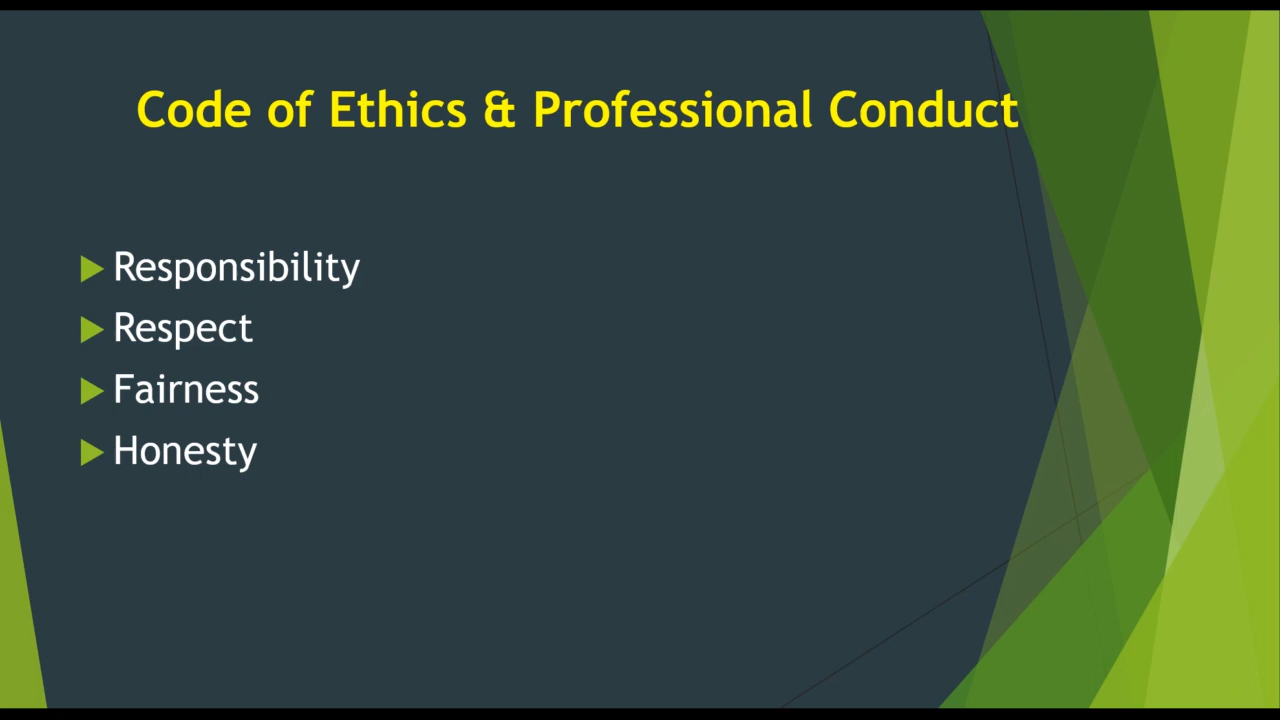 Code of Ethics & Professional Conduct
Responsibility
Respect
Fairness
Honesty